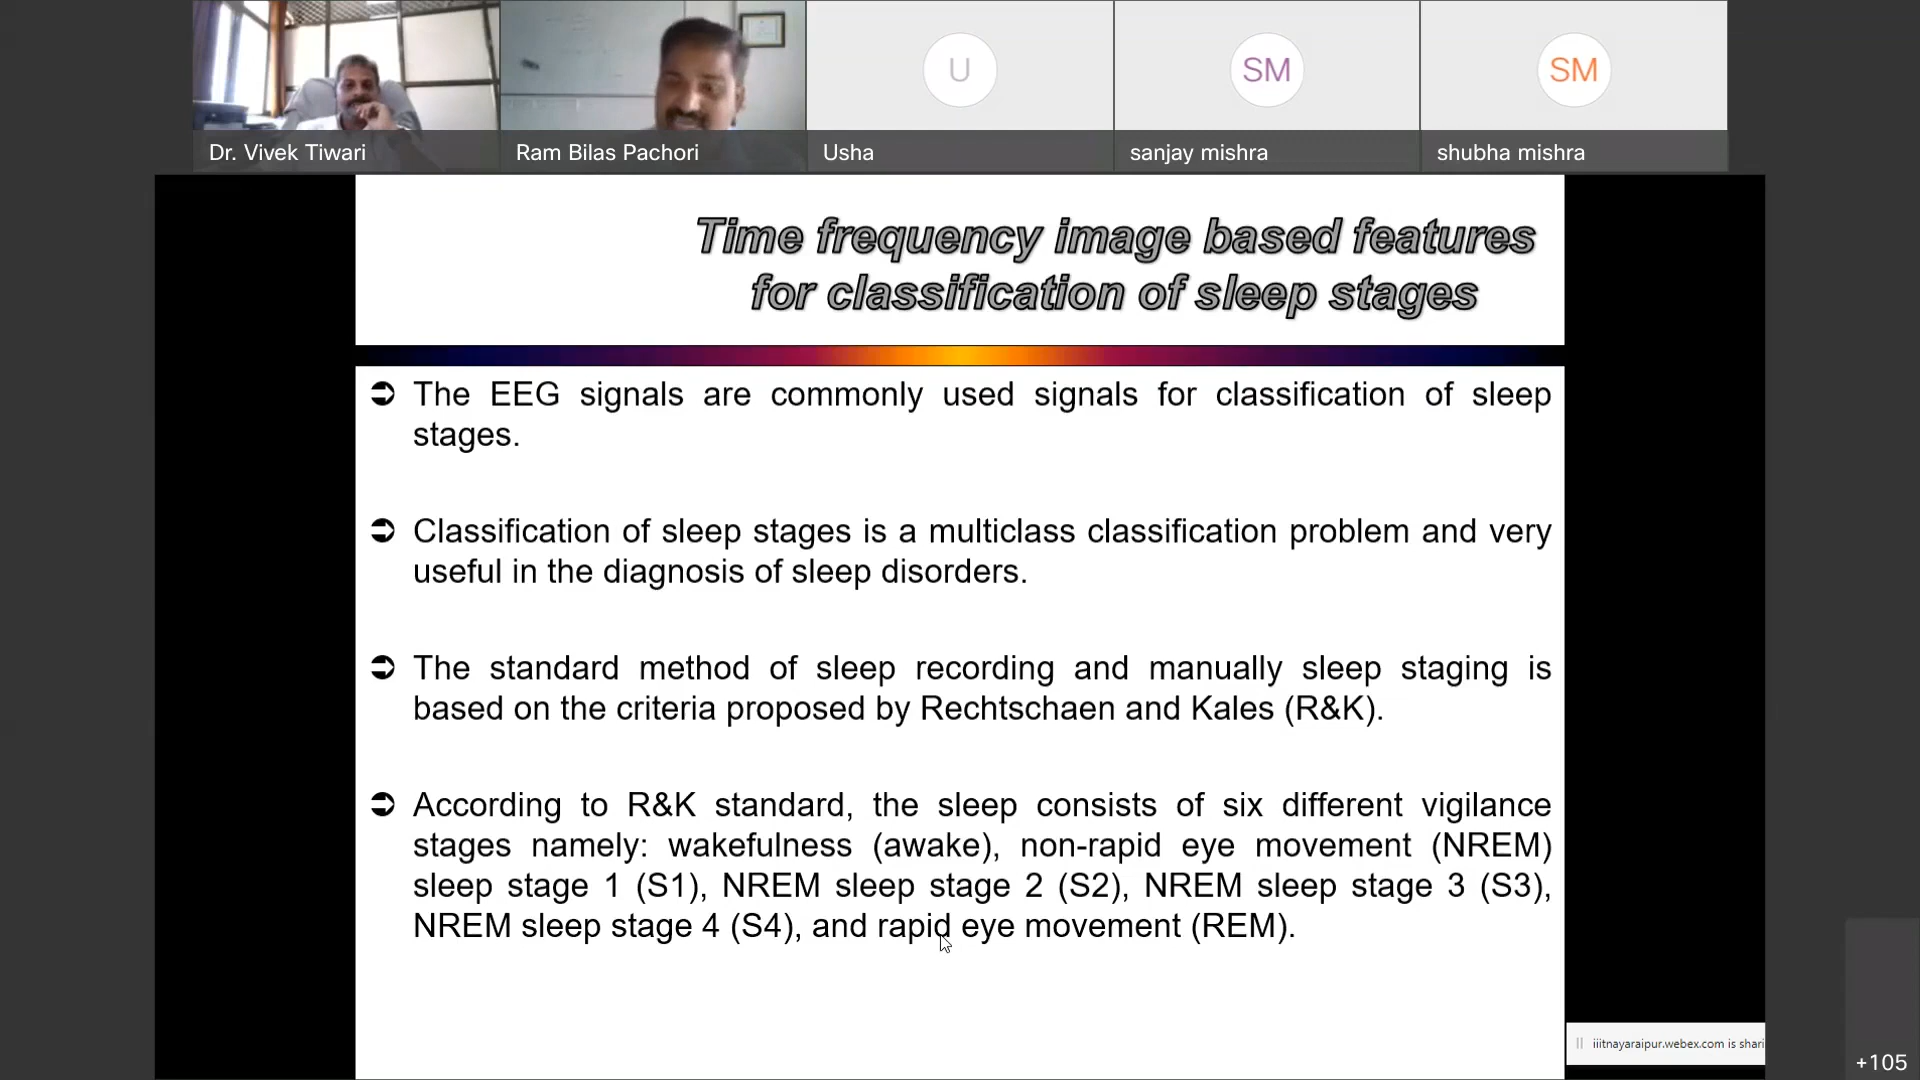 U
SM
SM
Dr. Vivek Tiwari
Ram Bilas Pachori
Usha
sanjay mishra
shubha mishra
Time frequency image based features
for classification of sleep stages
The EEG signals are commonly used signals for classification of sleep
stages.
Classification of sleep stages is a multiclass classification problem and very
useful in the diagnosis of sleep disorders.
The standard method of sleep recording and manually sleep staging is
based on the criteria proposed by Rechtschaen and Kales (R&K).
According to R&K standard, the sleep consists of six different vigilance
stages namely: wakefulness (awake), non-rapid eye movement (NREM)
sleep stage 1 (S1), NREM sleep stage 2 (S2), NREM sleep stage 3 (S3),
NREM sleep stage 4 (S4), and rapid eye movement (REM).
iiitnayaraipur.webex.com is shari
+105